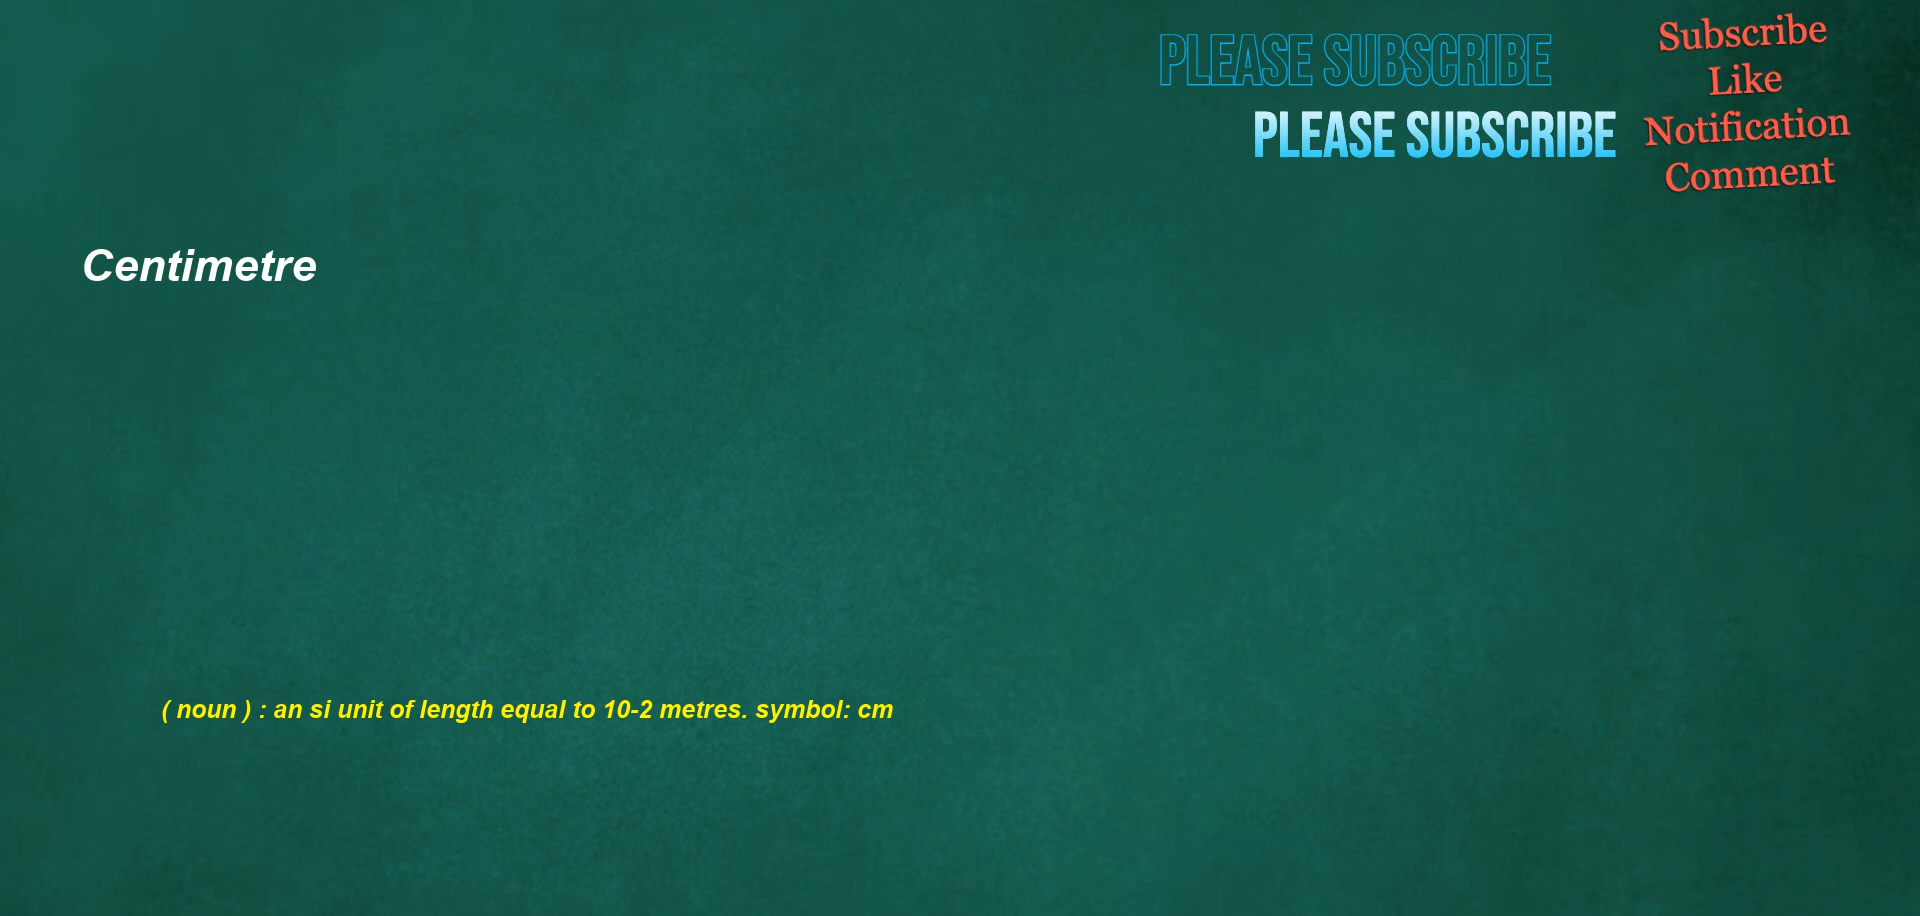 PLEASE SUBSCRIBE
PLEASE SUBSCRIBE
Subscribe
Like
Notification
Comment
Centimetre
( noun ) : an si unit of length equal to 10-2 metres. symbol: cm